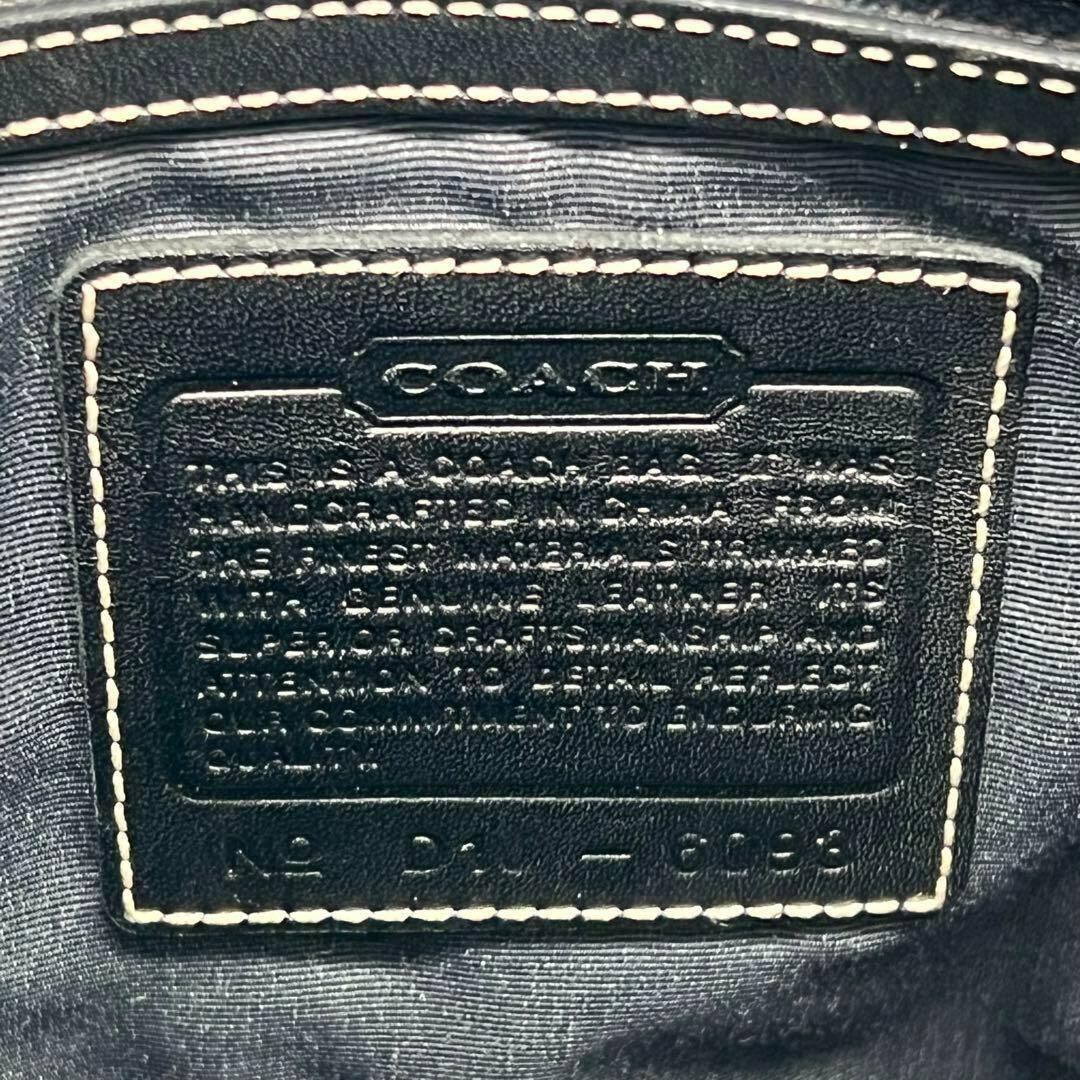 COACH
THIS IS A COACH BAG. IT WAS
HANDCRAFTED IN CHINA FROM
THE FINEST MATERIALS TRIMMED
WITH GENUINE LEATHER. ITS
SUPERIOR CRAFTSMANSHIP AND
ATTENTION TO DETAIL REFLECT
OUR COMMITMENT TO ENDURING
QUALITY.
Nº —